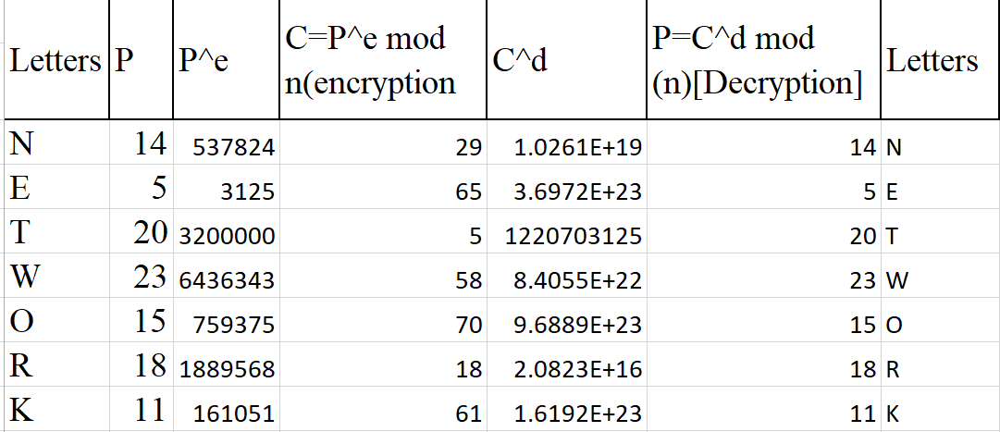 Letters P P^e C=P^e mod n(encryption C^d P=C^d mod (n)[Decryption] Letters
N 14 537824 29 1.0261E+19 14 N
E 5 3125 65 3.6972E+23 5 E
T 20 3200000 5 1220703125 20 T
W 23 6436343 58 8.4055E+22 23 W
O 15 759375 70 9.6889E+23 15 O
R 18 1889568 18 2.0823E+16 18 R
K 11 161051 61 1.6192E+23 11 K